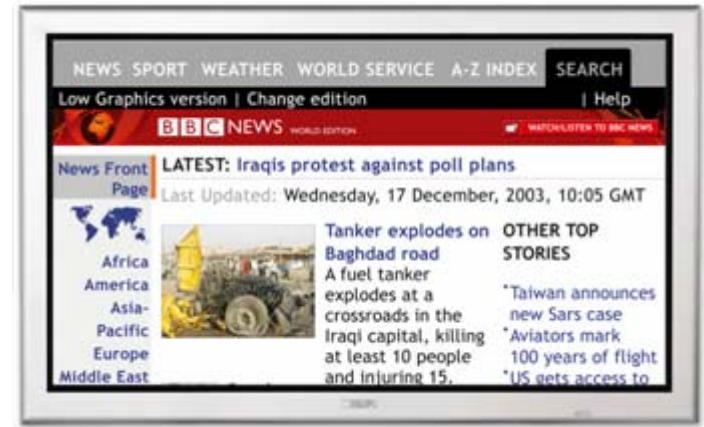 NEWS SPORT WEATHER WORLD SERVICE A-Z INDEX SEARCH
Low Graphics version | Change edition | Help
BBC NEWS WORLD EDITION WATCH/LISTEN TO BBC NEWS
News Front
Page
Africa
America
Asia-
Pacific
Europe
Middle East
LATEST: Iraqis protest against poll plans
Last Updated: Wednesday, 17 December, 2003, 10:05 GMT
Tanker explodes on
Baghdad road
A fuel tanker
explodes at a
crossroads in the
Iraqi capital, killing
at least 10 people
and injuring 15.
OTHER TOP
STORIES
Taiwan announces
new Sars case
Aviators mark
100 years of flight
US gets access to